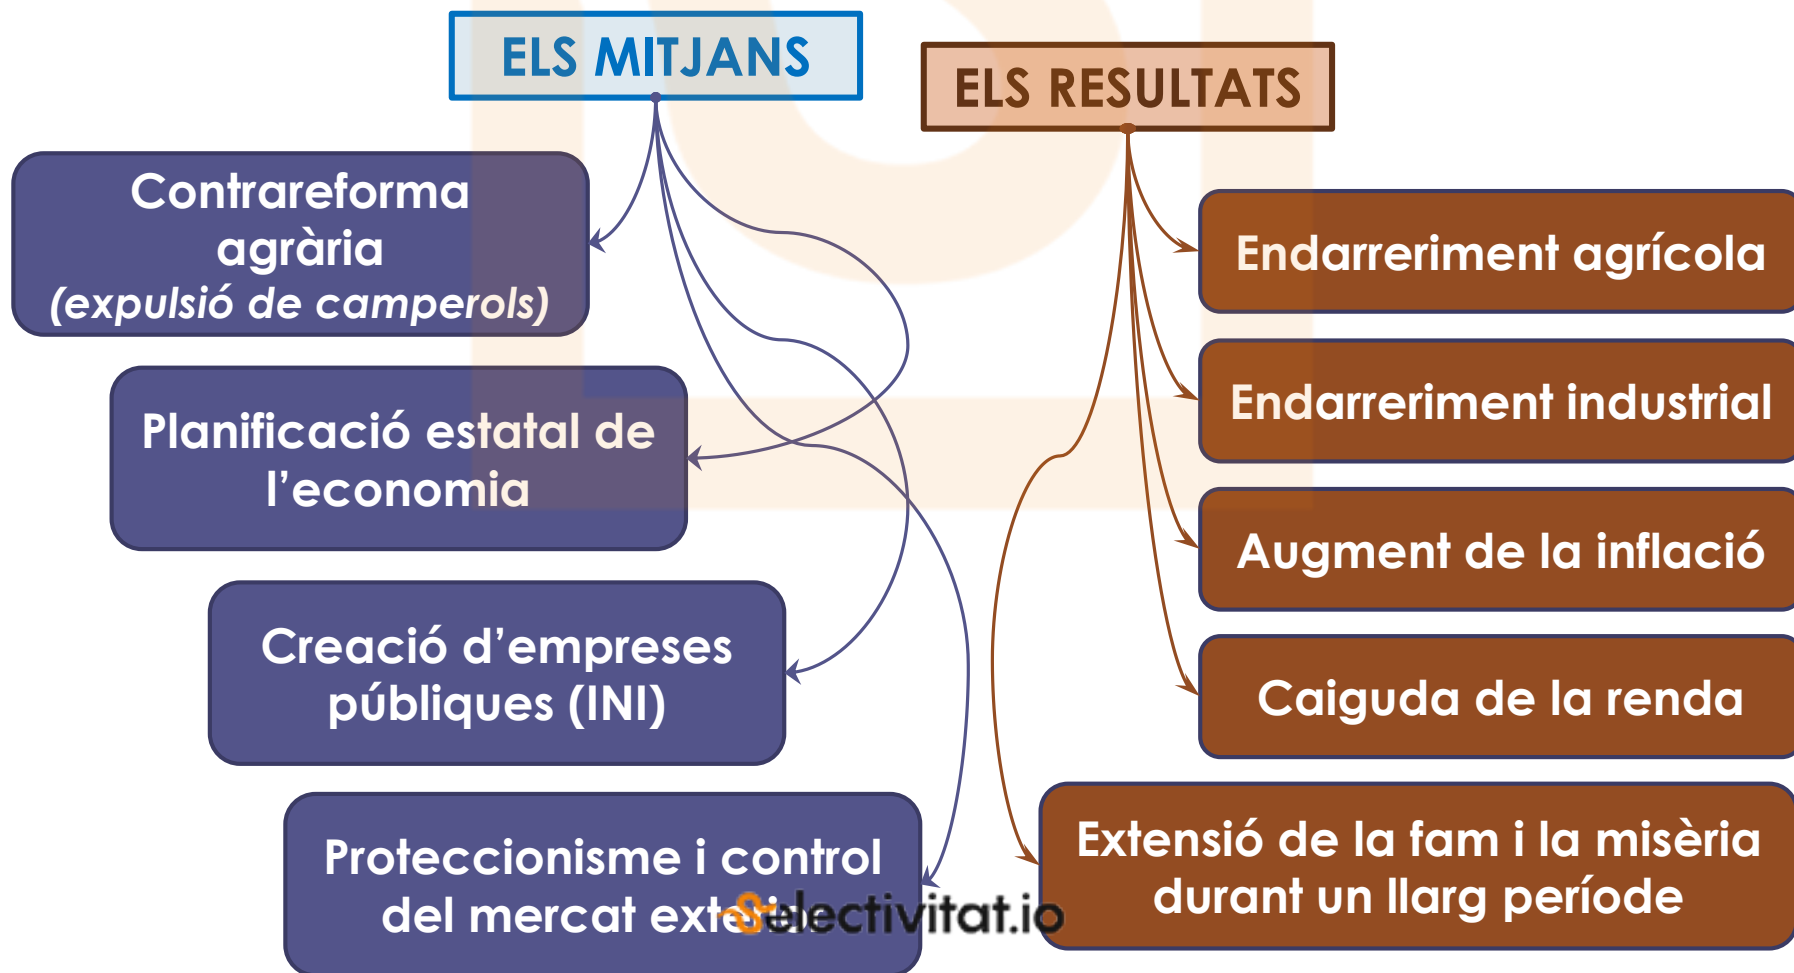 ELS MITJANS
Contrareforma
agrària
(expulsió de camperols)
Planificació estatal de
l’economia
Creació d’empreses
públiques (INI)
Proteccionisme i control
del mercat exterior
ELS RESULTATS
Endarreriment agrícola
Endarreriment industrial
Augment de la inflació
Caiguda de la renda
Extensió de la fam i la misèria
durant un llarg període
Selectivitat.io